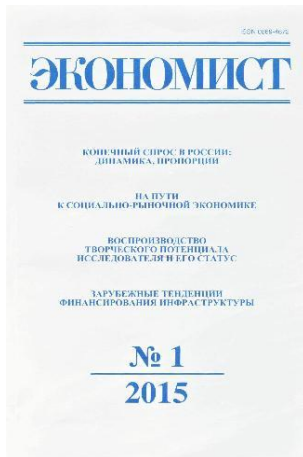 ЭКОНОМИСТ
КОНЕЧНЫЙ СПРОС В РОССИИ:
ДИНАМИКА, ПРОПОРЦИИ
НА ПУТИ
К СОЦИАЛЬНО-РЫНОЧНОЙ ЭКОНОМИКЕ
ВОСПРОИЗВОДСТВО
ТВОРЧЕСКОГО ПОТЕНЦИАЛА
ИССЛЕДОВАТЕЛЯ И ЕГО СТАТУС
ЗАРУБЕЖНЫЕ ТЕНДЕНЦИИ
ФИНАНСИРОВАНИЯ ИНФРАСТРУКТУРЫ
№ 1
2015